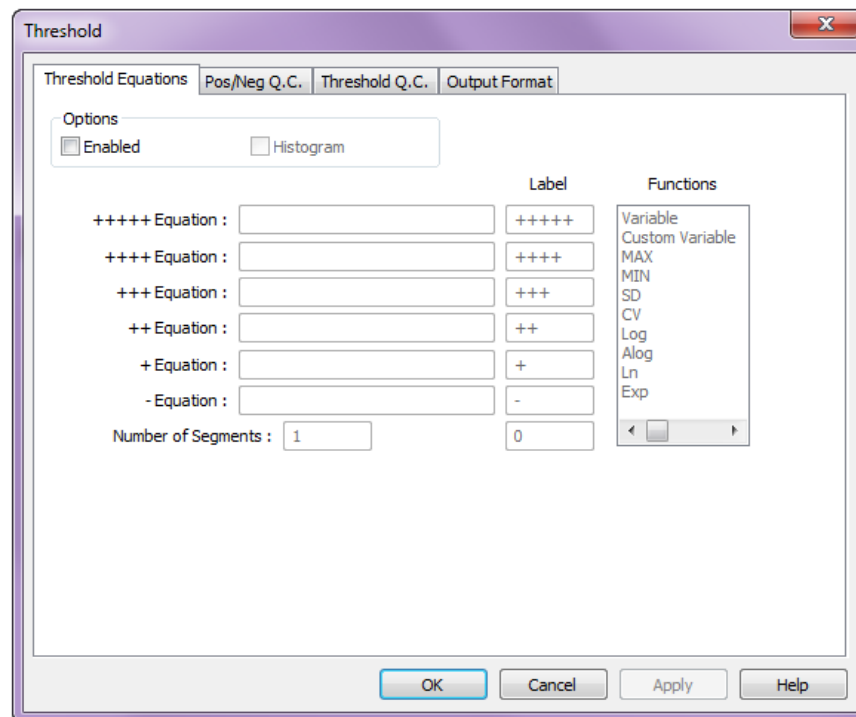 Threshold
Threshold Equations Pos/Neg Q.C. Threshold Q.C. Output Format
Options
Enabled Histogram
Label Functions
+++++ Equation : +++++
++++ Equation : ++++
+++ Equation : +++
++ Equation : ++
+ Equation : +
- Equation : -
Number of Segments : 1 0
Variable
Custom Variable
MAX
MIN
SD
CV
Log
Alog
Ln
Exp
OK Cancel Apply Help